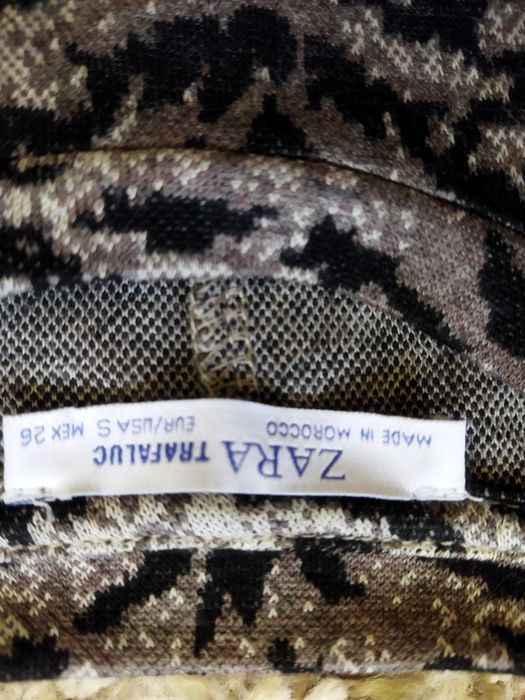 ZARA TRAFALUC
MADE IN MOROCCO EUR/USA S MEX 26